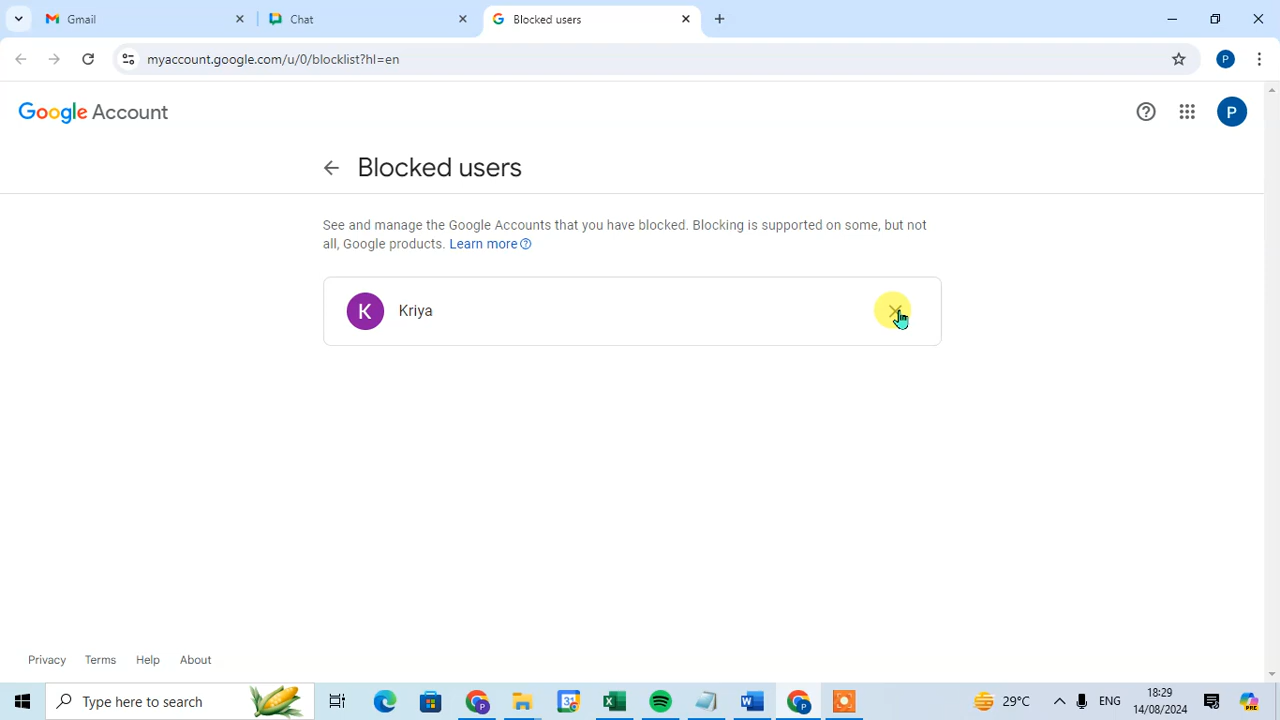 Gmail
Chat
Blocked users
myaccount.google.com/u/0/blocklist?hl=en
P
Google Account
P
Blocked users
See and manage the Google Accounts that you have blocked. Blocking is supported on some, but not
all, Google products. Learn more
K
Kriya
Privacy
Terms
Help
About
Type here to search
31
29°C
ENG
18:29
14/08/2024